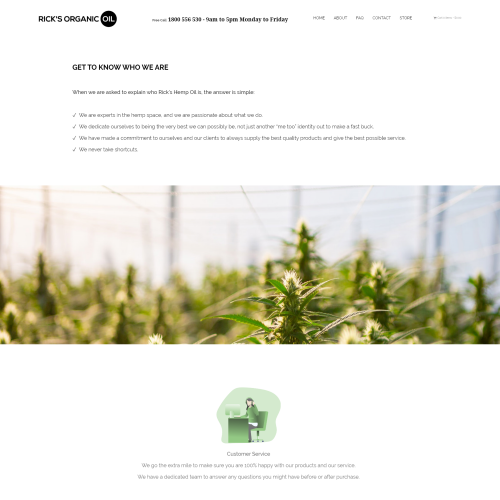 RICK'S ORGANIC OIL
Free call: 1800 556 530 - 9am to 5pm Monday to Friday
HOME ABOUT FAQ CONTACT STORE
GET TO KNOW WHO WE ARE
When we are asked to explain who Rick's Hemp Oil is, the answer is simple:
✓ We are experts in the hemp space, and we are passionate about what we do.
✓ We dedicate ourselves to being the very best we can possibly be, not just another 'me too' identity out to make a fast buck.
✓ We have made a commitment to ourselves and our clients to always supply the best quality products and give the best possible service.
✓ We never take shortcuts.
Customer Service
We go the extra mile to make sure you are 100% happy with our products and our service.
We have a dedicated team to answer any questions you might have before or after purchase.